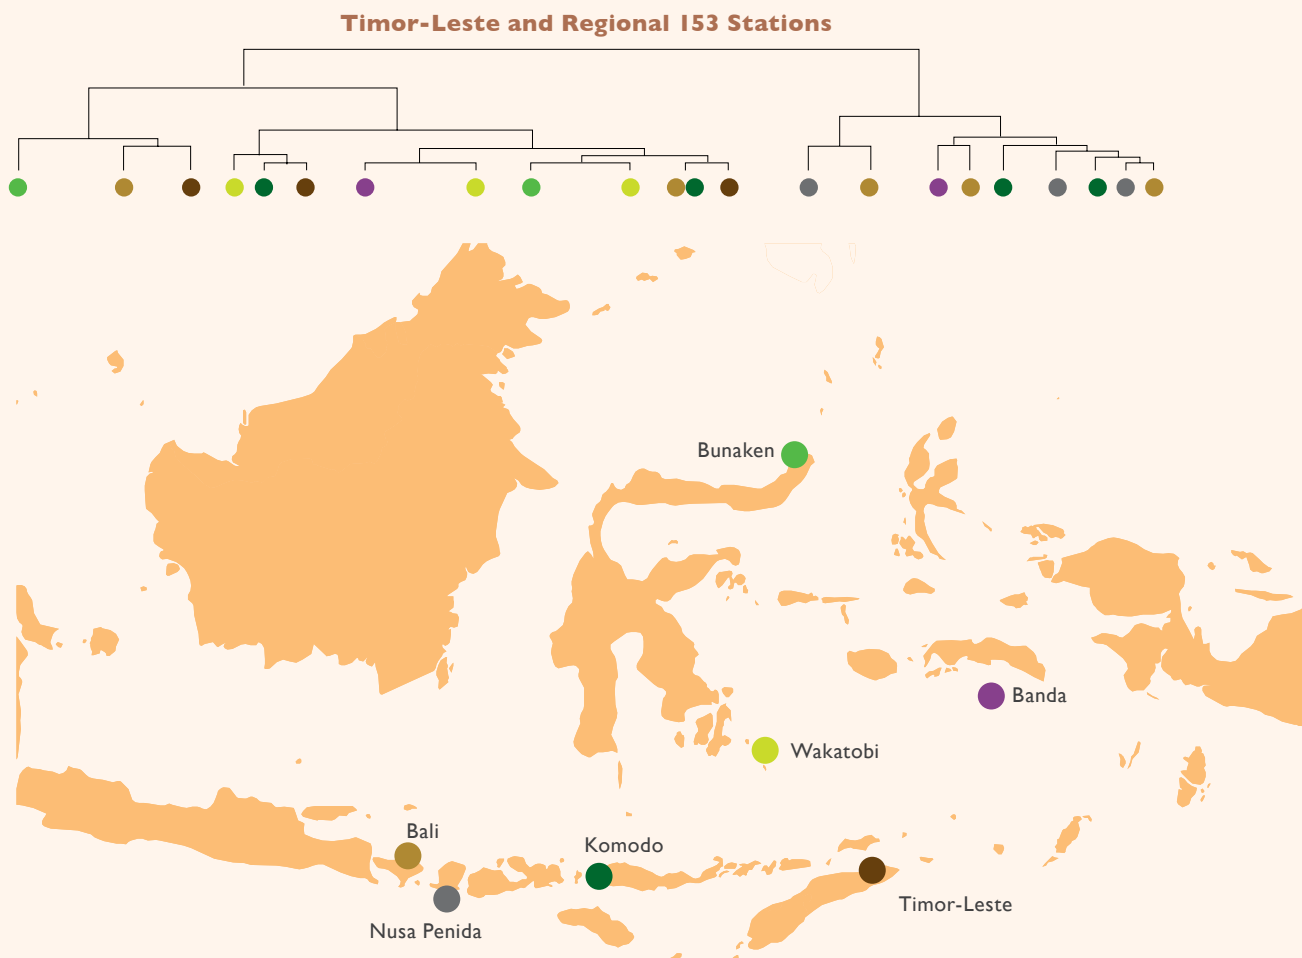 Timor-Leste and Regional 153 Stations
Bunaken
Banda
Wakatobi
Bali
Komodo
Timor-Leste
Nusa Penida